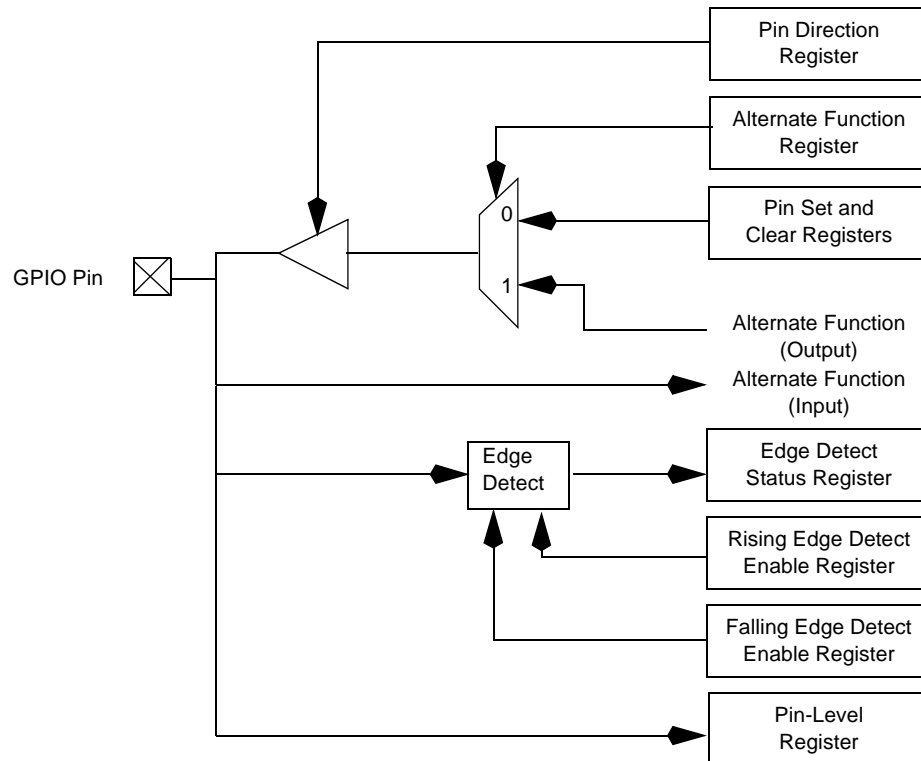 Pin Direction
Register
Alternate Function
Register
0
Pin Set and
Clear Registers
GPIO Pin
1
Alternate Function
(Output)
Alternate Function
(Input)
Edge
Detect
Edge Detect
Status Register
Rising Edge Detect
Enable Register
Falling Edge Detect
Enable Register
Pin-Level
Register